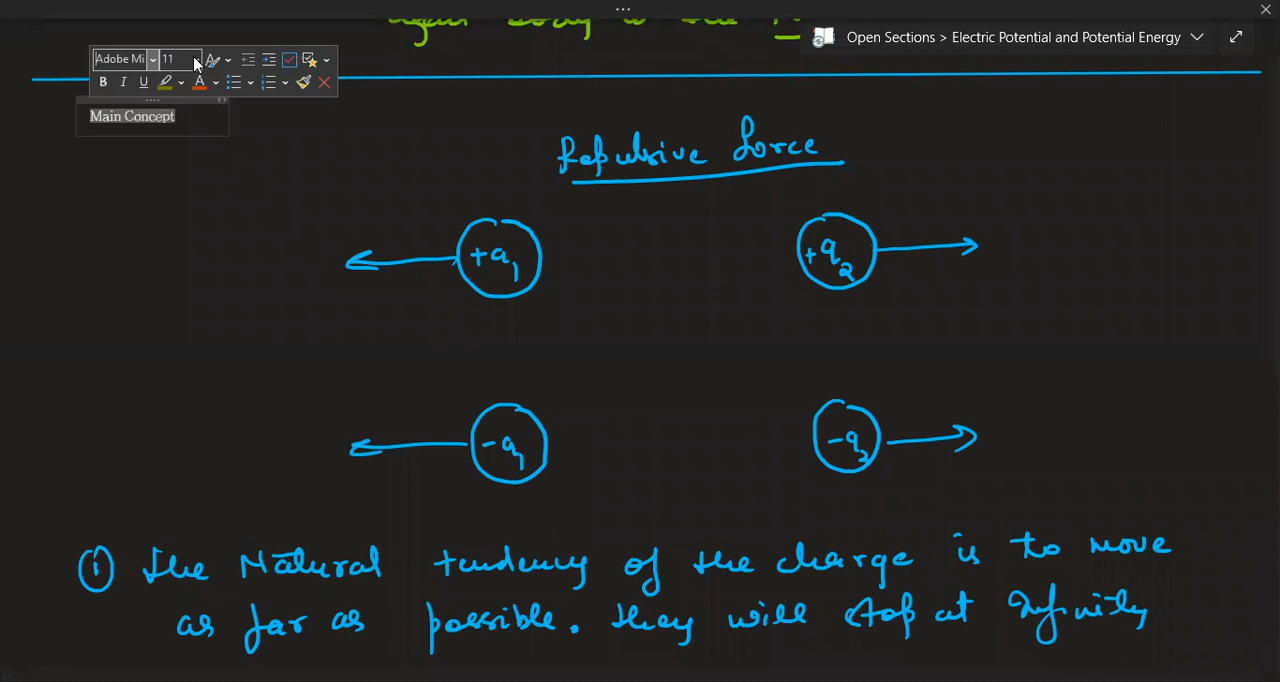 Open Sections > Electric Potential and Potential Energy
Adobe Mi 11
B I U A
Main Concept
Repulsive force
+q1 +q2
-q1 -q2
① the Natural tendency of the charge is to move
as far as possible. they will stop at Infinity